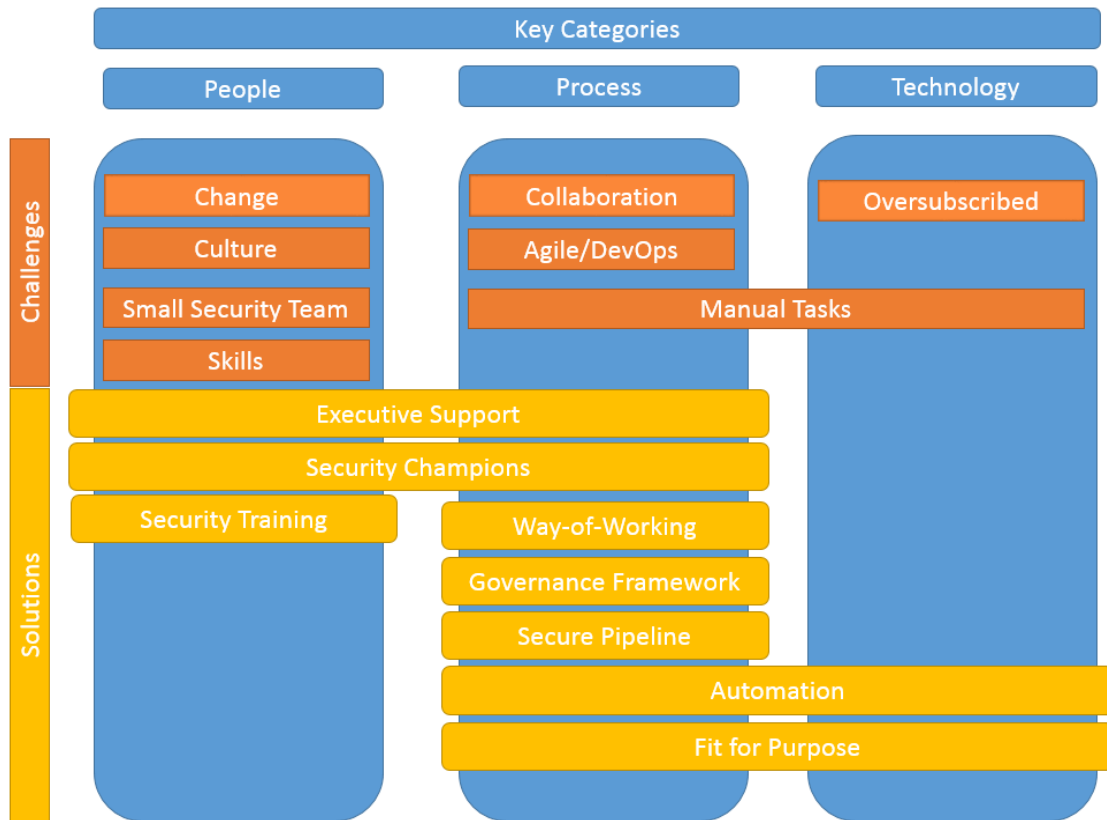 Key Categories
People
Process
Technology
Challenges
Change
Collaboration
Oversubscribed
Culture
Agile/DevOps
Small Security Team
Manual Tasks
Skills
Solutions
Executive Support
Security Champions
Security Training
Way-of-Working
Governance Framework
Secure Pipeline
Automation
Fit for Purpose